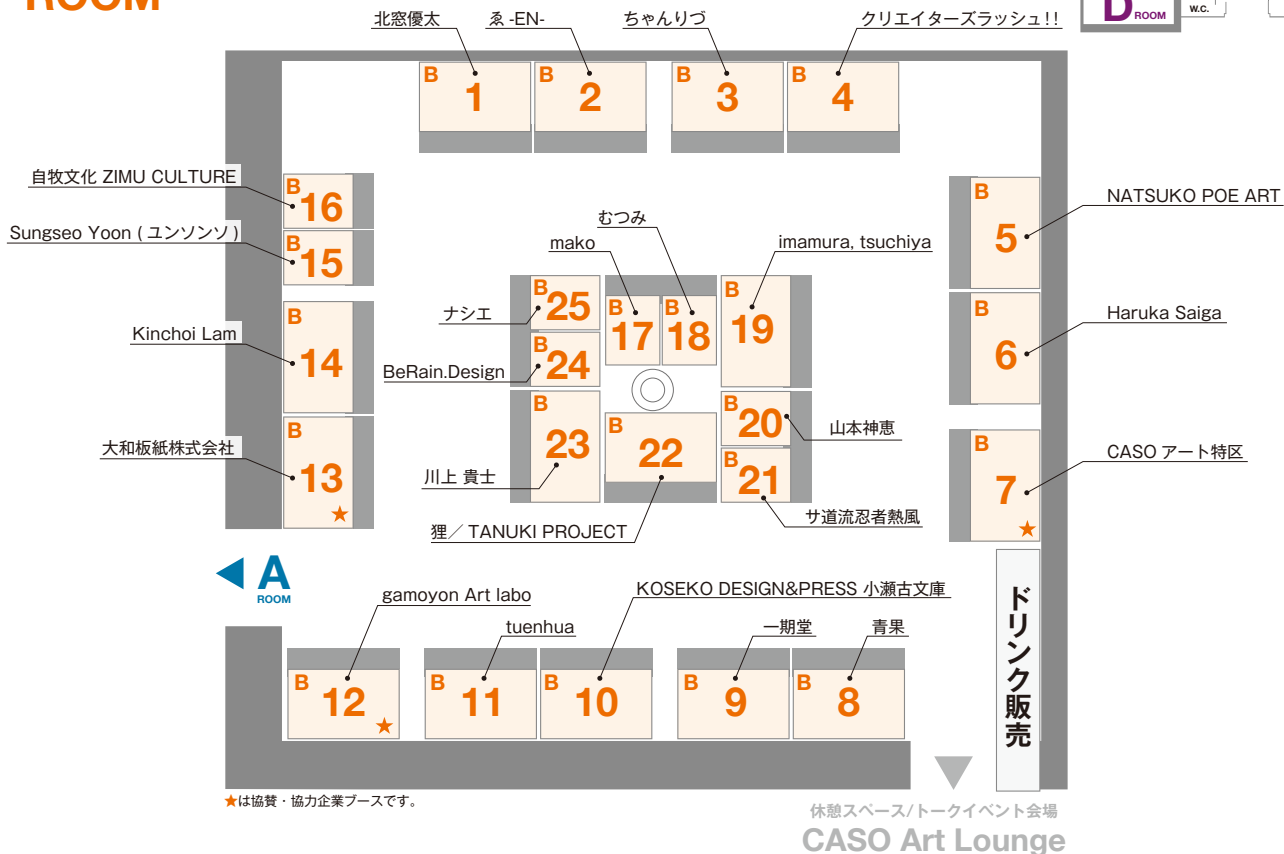 ROOM
D ROOM
W.C.
北窓優太
ゑ -EN-
ちゃんりづ
クリエイターズラッシュ!!
B 1
B 2
B 3
B 4
自牧文化 ZIMU CULTURE
B 16
Sungseo Yoon ( ユンソンソ )
B 15
Kinchoi Lam
B 14
大和板紙株式会社
B 13 ★
B 5
NATSUKO POE ART
B 6
Haruka Saiga
B 7 ★
CASO アート特区
むつみ
mako
imamura, tsuchiya
ナシエ
B 25
B 17
B 18
B 19
BeRain.Design
B 24
B 23
川上 貴士
B 22
狸／ TANUKI PROJECT
B 20
山本神恵
B 21
サ道流忍者熱風
A
ROOM
gamoyon Art labo
tuenhua
KOSEKO DESIGN&PRESS 小瀬古文庫
一期堂
青果
B 12 ★
B 11
B 10
B 9
B 8
ドリンク販売
★は協賛・協力企業ブースです。
休憩スペース/トークイベント会場
CASO Art Lounge